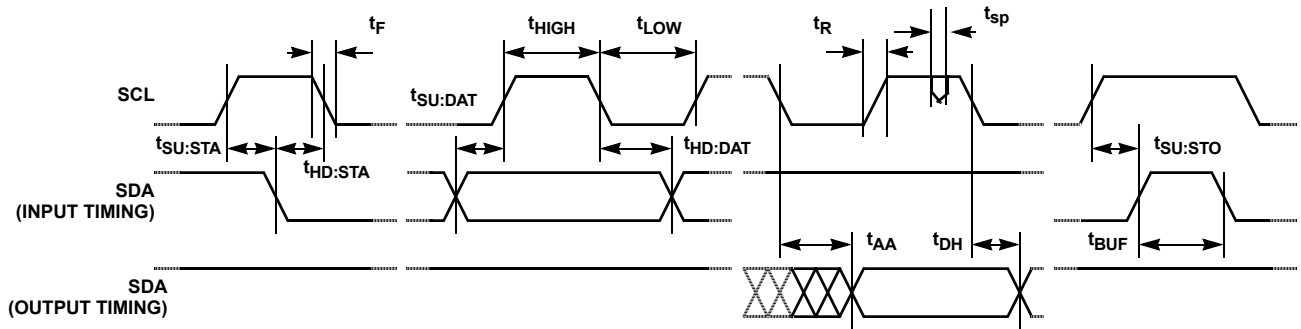 tF
tHIGH
tLOW
tR
tsp
SCL
tSU:DAT
tSU:STA
tHD:STA
tHD:DAT
tSU:STO
SDA
(INPUT TIMING)
tAA
tDH
tBUF
SDA
(OUTPUT TIMING)